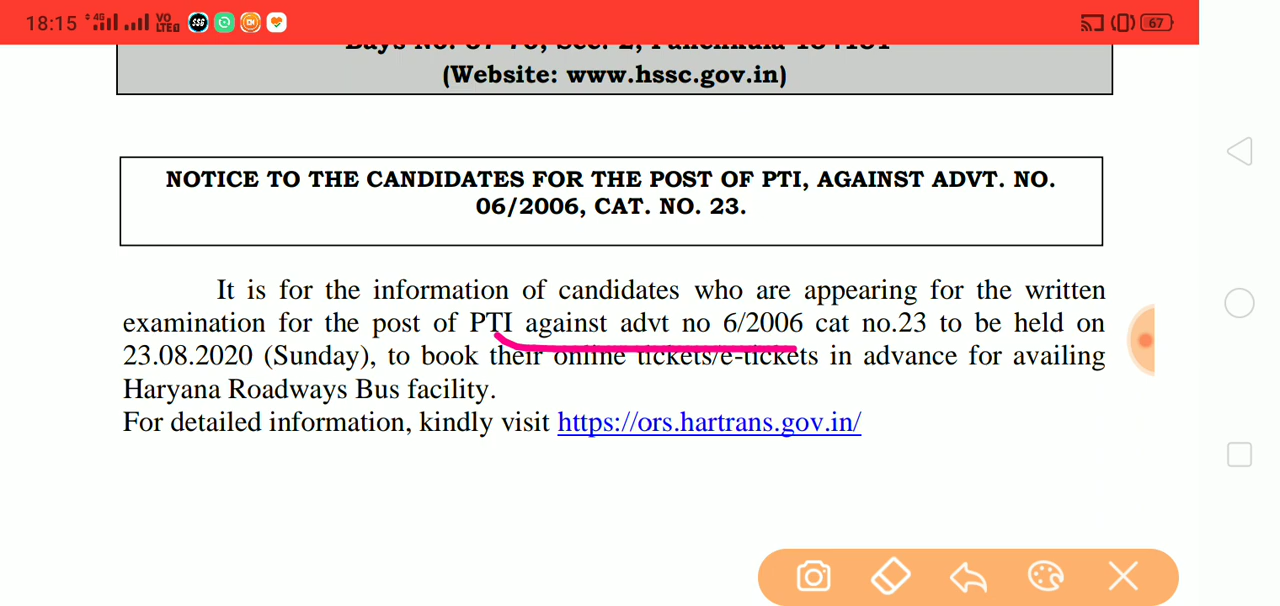 18:15 4G VO LTE 67
(Website: www.hssc.gov.in)
NOTICE TO THE CANDIDATES FOR THE POST OF PTI, AGAINST ADVT. NO.
06/2006, CAT. NO. 23.
It is for the information of candidates who are appearing for the written
examination for the post of PTI against advt no 6/2006 cat no.23 to be held on
23.08.2020 (Sunday), to book their online tickets/e-tickets in advance for availing
Haryana Roadways Bus facility.
For detailed information, kindly visit https://ors.hartrans.gov.in/